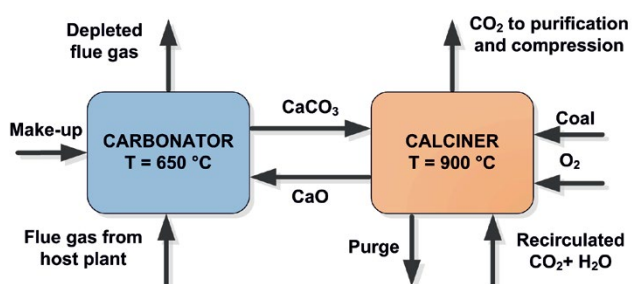 Depleted
flue gas
CO₂ to purification
and compression
Make-up
CARBONATOR
T = 650 °C
CaCO₃
CaO
CALCINER
T = 900 °C
Coal
O₂
Flue gas from
host plant
Purge
Recirculated
CO₂+ H₂O